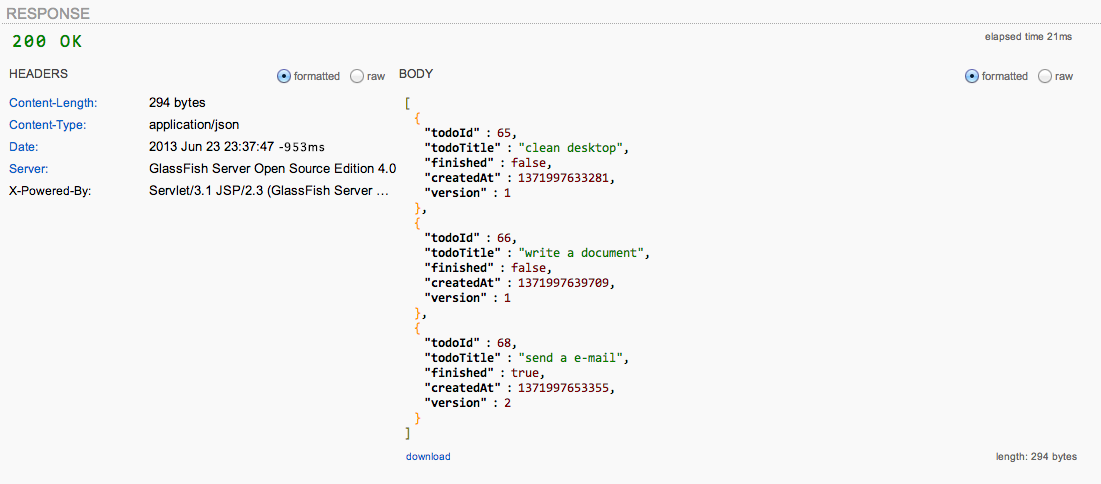 RESPONSE
200 OK
elapsed time 21ms
HEADERS
formatted raw
Content-Length: 294 bytes
Content-Type: application/json
Date: 2013 Jun 23 23:37:47 -953ms
Server: GlassFish Server Open Source Edition 4.0
X-Powered-By: Servlet/3.1 JSP/2.3 (GlassFish Server ...
BODY
formatted raw
[
{
"todoId" : 65,
"todoTitle" : "clean desktop",
"finished" : false,
"createdAt" : 1371997633281,
"version" : 1
},
{
"todoId" : 66,
"todoTitle" : "write a document",
"finished" : false,
"createdAt" : 1371997639709,
"version" : 1
},
{
"todoId" : 68,
"todoTitle" : "send a e-mail",
"finished" : true,
"createdAt" : 1371997653355,
"version" : 2
}
]
download
length: 294 bytes